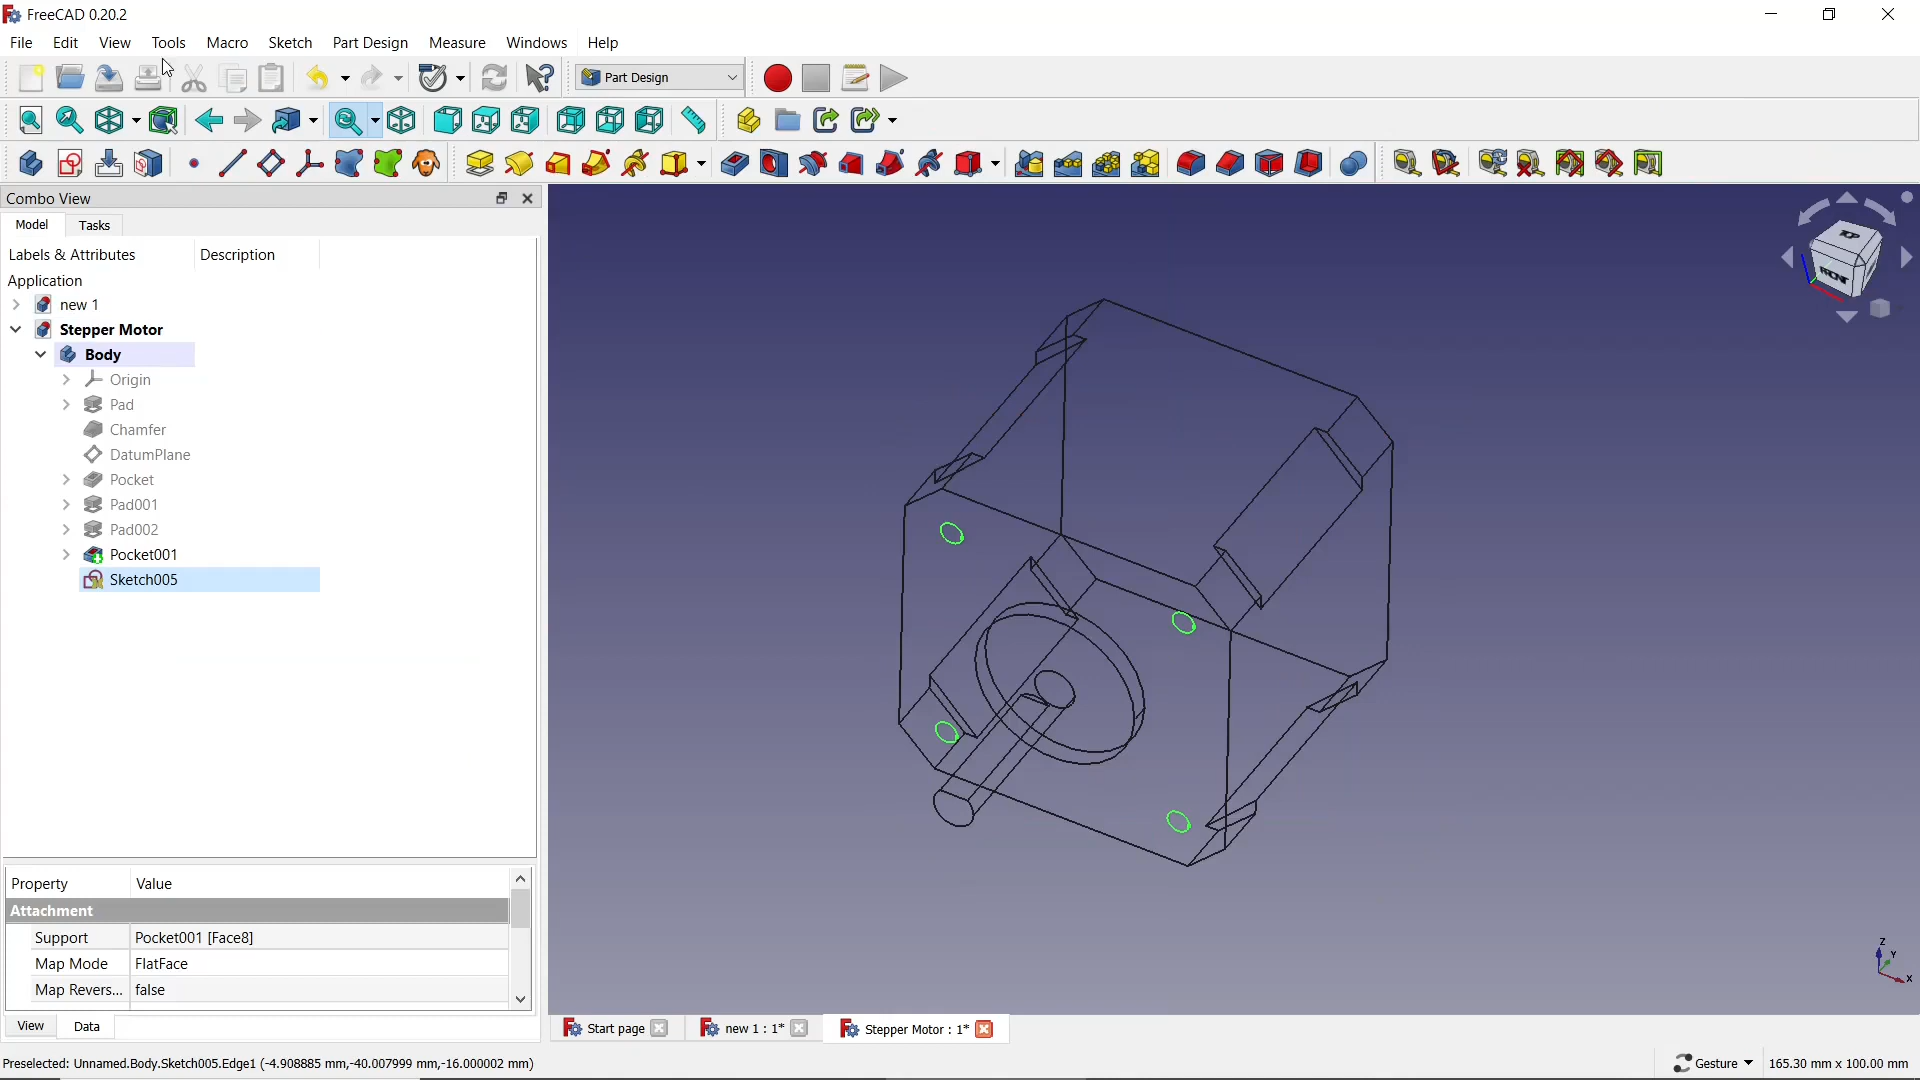 FreeCAD 0.20.2
File Edit View Tools Macro Sketch Part Design Measure Windows Help
Part Design
Combo View
Model Tasks
Labels & Attributes Description
Application
new 1
Stepper Motor
Body
Origin
Pad
Chamfer
DatumPlane
Pocket
Pad001
Pad002
Pocket001
Sketch005
TOP
FRONT
Property Value
Attachment
Support Pocket001 [Face8]
Map Mode FlatFace
Map Revers... false
View Data
Z
Y
X
Start page new 1 : 1* Stepper Motor : 1*
Preselected: Unnamed.Body.Sketch005.Edge1 (-4.908885 mm,-40.007999 mm,-16.000002 mm) Gesture 165.30 mm x 100.00 mm